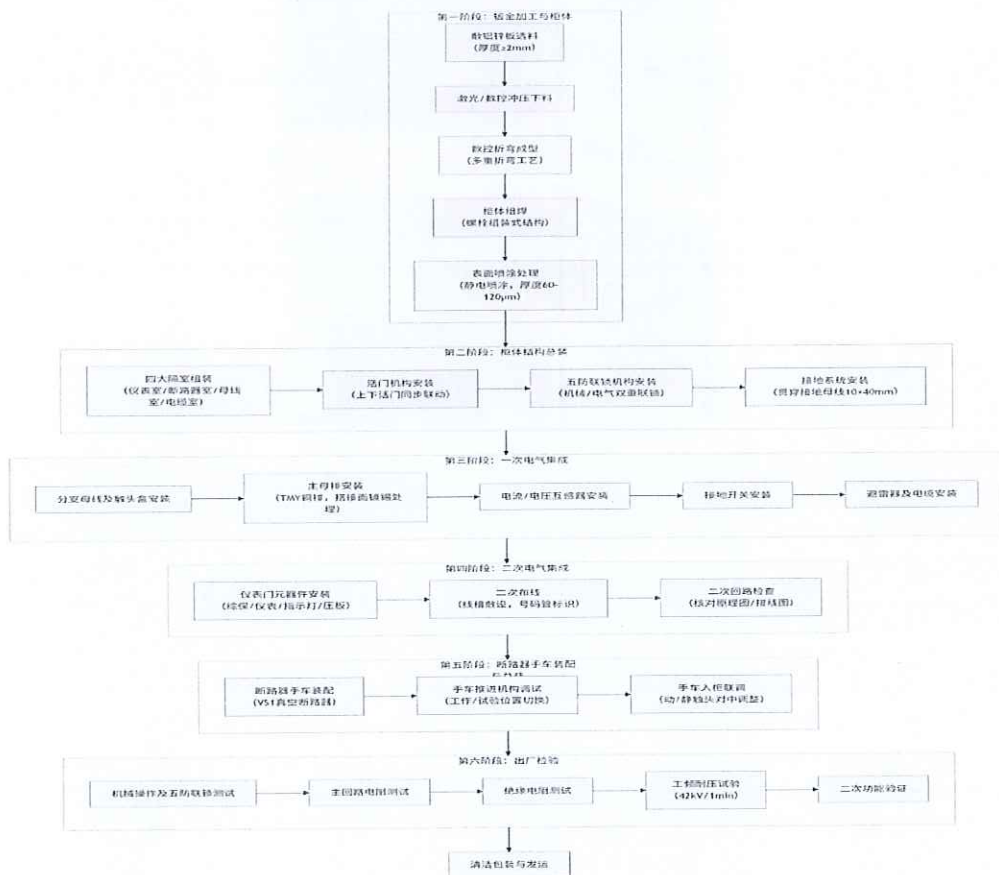 第一阶段：钣金加工与柜体
敷铝锌板选料
(厚度≥2mm)
激光/数控冲压下料
数控折弯成型
(多重折弯工艺)
柜体组焊
(螺栓组装式结构)
表面喷涂处理
(静电喷涂，厚度60-
120μm)
第二阶段：柜体结构总装
四大隔室组装
(仪表室/断路器室/母线
室/电缆室)
活门机构安装
(上下活门同步联动)
五防联锁机构安装
(机械/电气双重联锁)
接地系统安装
(贯穿接地母线10*40mm)
第三阶段：一次电气集成
分支母线及触头盒安装
主母排安装
(TMY铜排，搭接面镀锡处
理)
电流/电压互感器安装
接地开关安装
避雷器及电缆安装
第四阶段：二次电气集成
仪表门元器件安装
(综保/仪表/指示灯/压板)
二次布线
(线槽敷设，号码管标识)
二次回路检查
(核对原理图/接线图)
第五阶段：断路器手车装配
断路器手车装配
(VS1真空断路器)
手车推进机构调试
(工作/试验位置切换)
手车入柜联调
(动/静触头对中调整)
第六阶段：出厂检验
机械操作及五防联锁测试
主回路电阻测试
绝缘电阻测试
工频耐压试验
(42kV/1min)
二次功能验证
清洁包装与发运